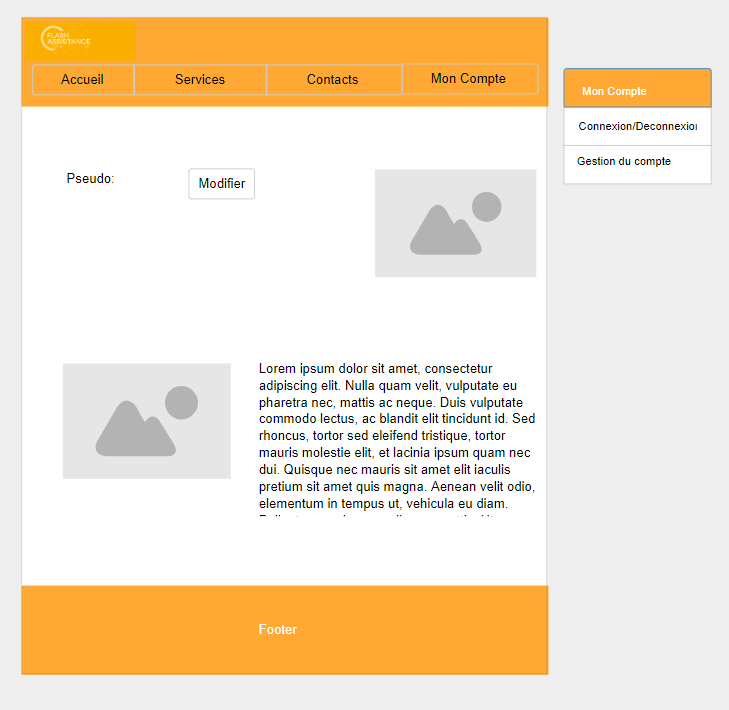 FLASH
ASSISTANCE
Accueil
Services
Contacts
Mon Compte
Mon Compte
Connexion/Deconnexion
Gestion du compte
Pseudo:
Modifier
Lorem ipsum dolor sit amet, consectetur
adipiscing elit. Nulla quam velit, vulputate eu
pharetra nec, mattis ac neque. Duis vulputate
commodo lectus, ac blandit elit tincidunt id. Sed
rhoncus, tortor sed eleifend tristique, tortor
mauris molestie elit, et lacinia ipsum quam nec
dui. Quisque nec mauris sit amet elit iaculis
pretium sit amet quis magna. Aenean velit odio,
elementum in tempus ut, vehicula eu diam.
Footer